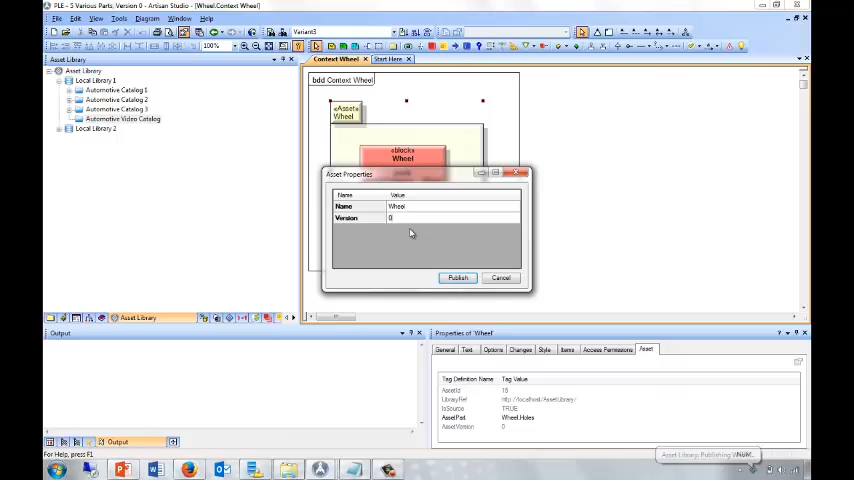 PLE - 5 Various Parts, Version 0 - Artisan Studio - [Wheel.Context Wheel]
File Edit View Tools Diagram Window Help
Variant3
100%
Asset Library
Context Wheel
Start Here
Asset Library
Local Library 1
Automotive Catalog 1
Automotive Catalog 2
Automotive Catalog 3
Automotive Video Catalog
Local Library 2
bdd Context Wheel
«Asset»
Wheel
«block»
Wheel
Asset Properties
Name Value
Name Wheel
Version 0
Publish Cancel
Asset Library
Output
Properties of 'Wheel'
General Text Options Changes Style Items Access Permissions Asset
Tag Definition Name Tag Value
AssetId 15
LibraryRef http://localhost/AssetLibrary/
IsSource TRUE
AssetPart Wheel.Holes
AssetVersion 0
Output
For Help, press F1
Asset Library: Publishing
NUM